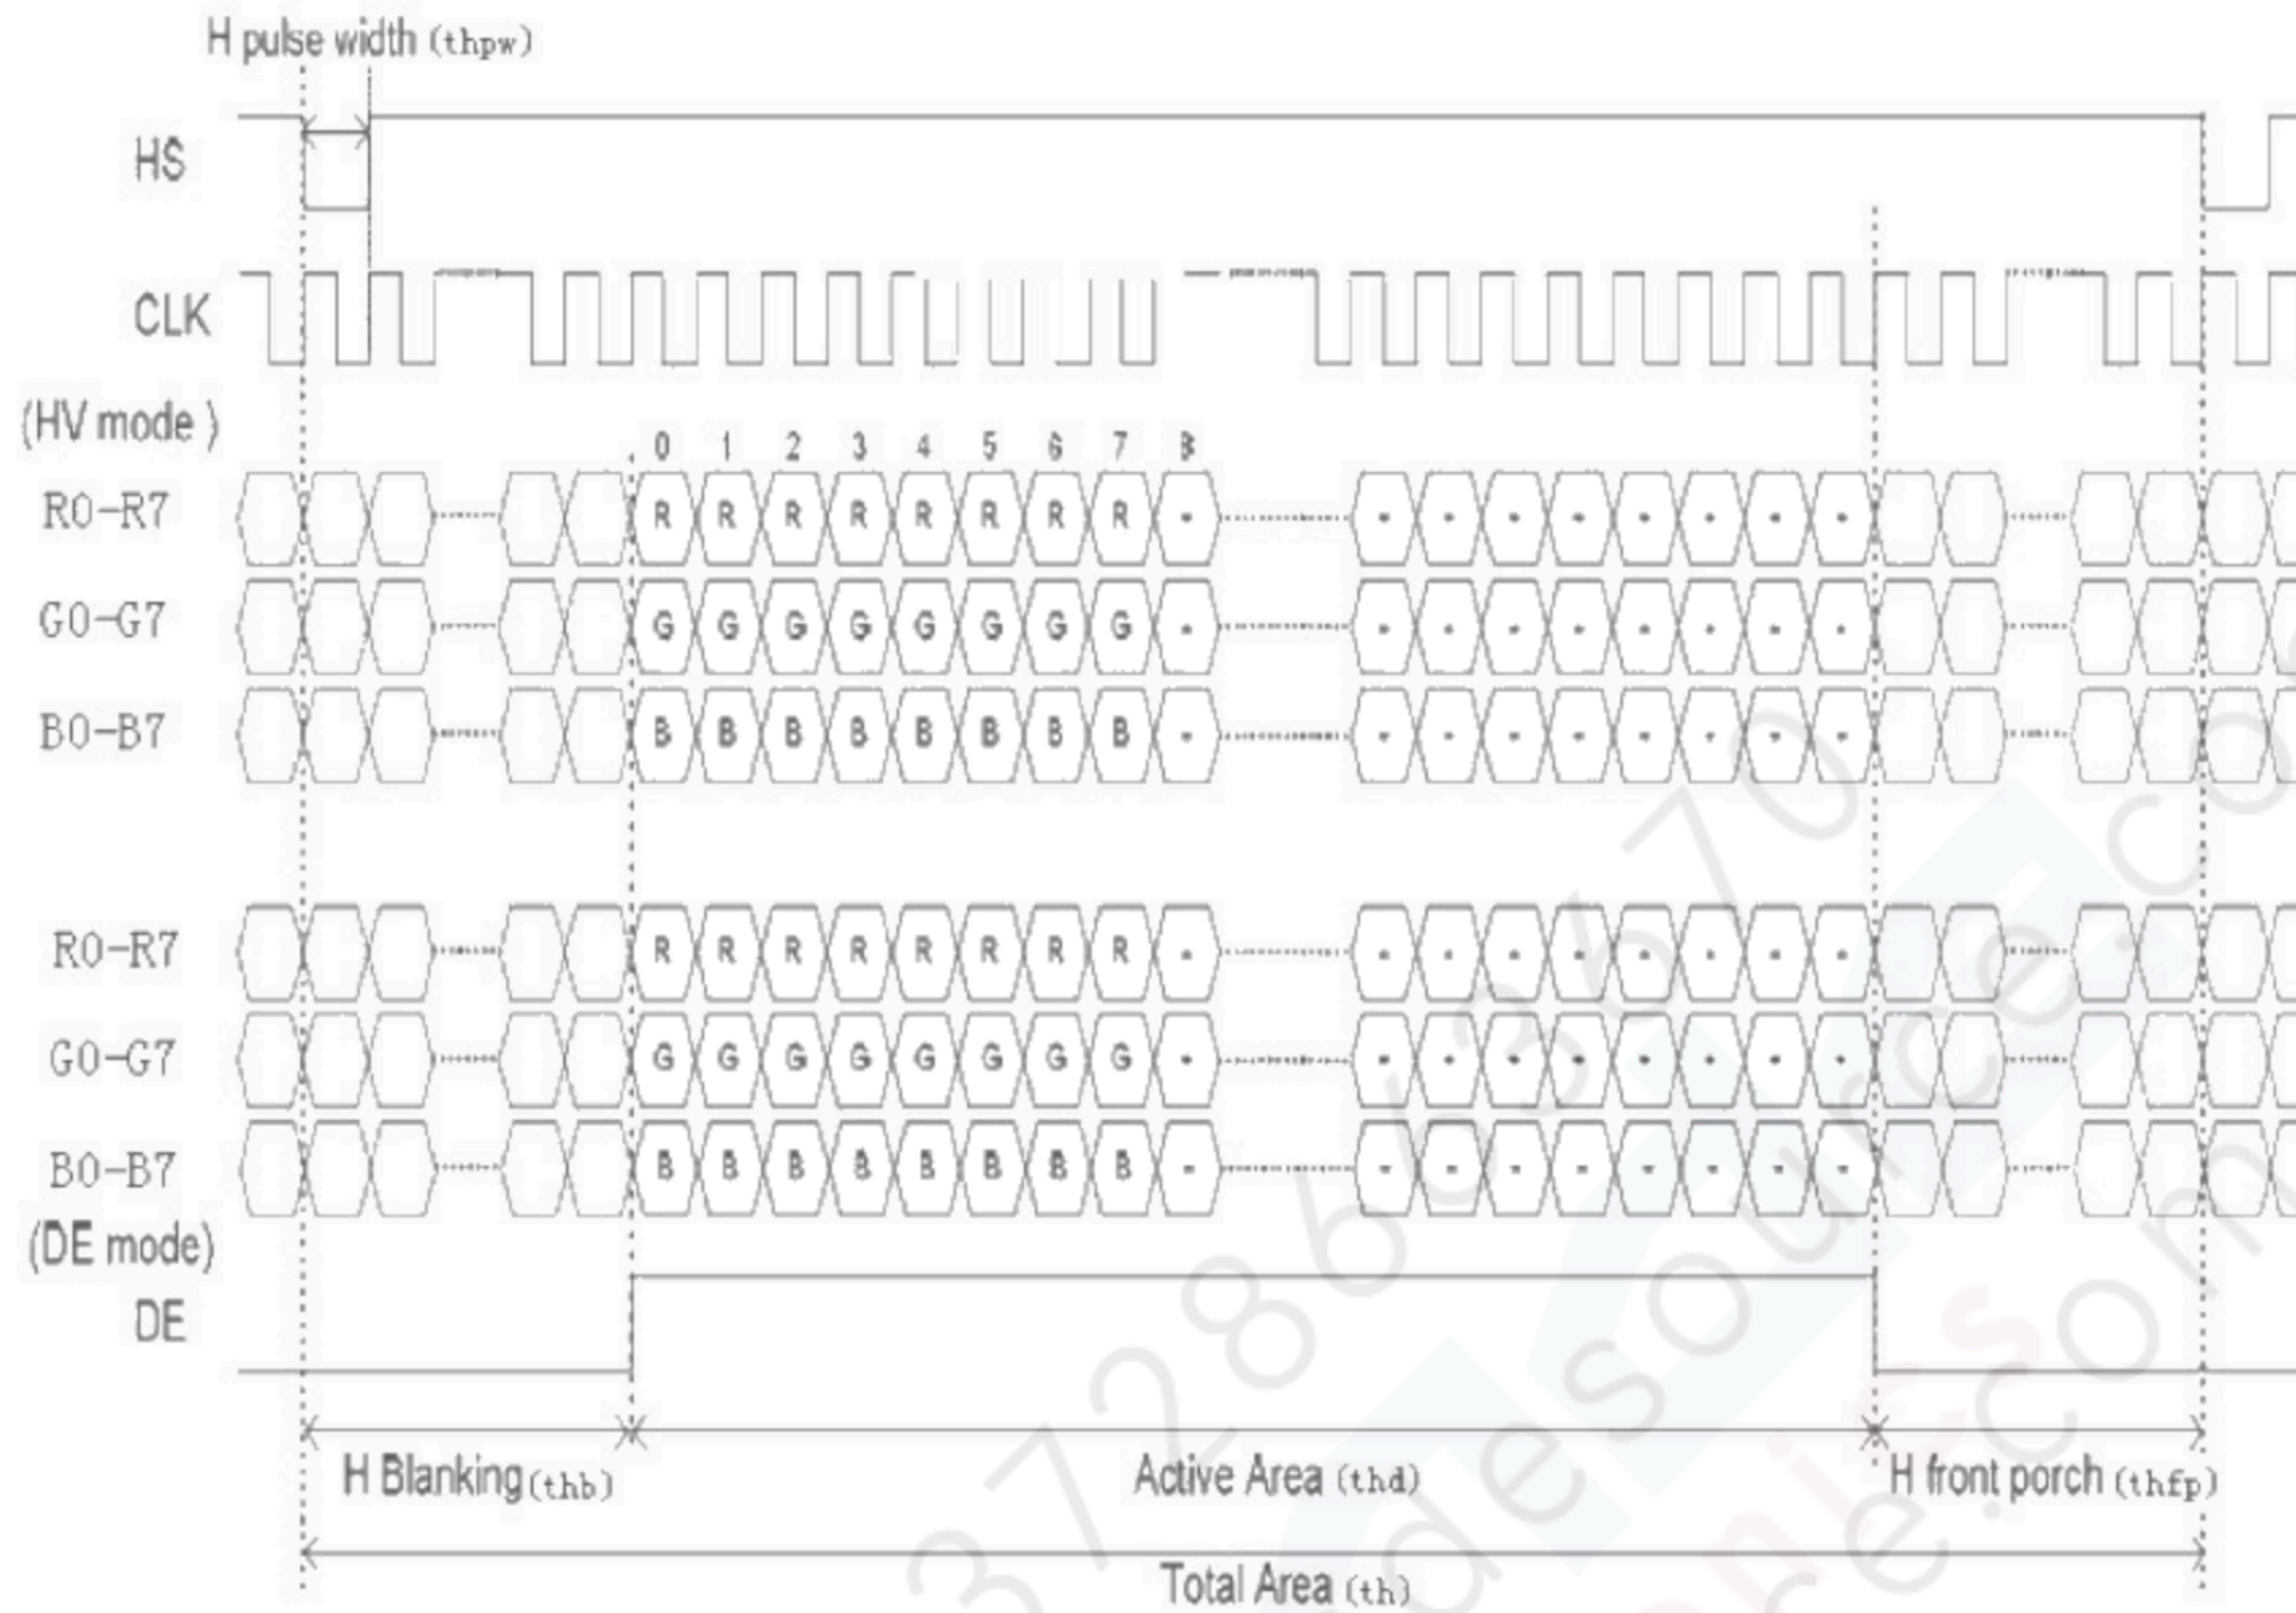 H pulse width (thpw)
HS
CLK
(HV mode )
0 1 2 3 4 5 6 7 8
R0-R7 R R R R R R R R
G0-G7 G G G G G G G G
B0-B7 B B B B B B B B
R0-R7 R R R R R R R R
G0-G7 G G G G G G G G
B0-B7 B B B B B B B B
(DE mode)
DE
H Blanking (thb) Active Area (thd) H front porch (thfp)
Total Area (th)